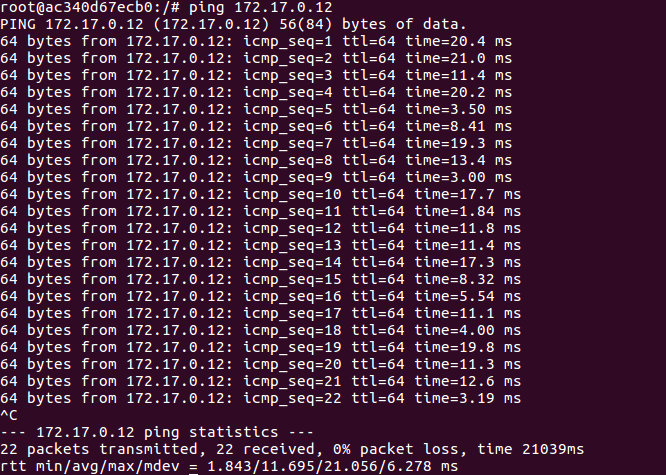 root@ac340d67ecb0:/# ping 172.17.0.12
PING 172.17.0.12 (172.17.0.12) 56(84) bytes of data.
64 bytes from 172.17.0.12: icmp_seq=1 ttl=64 time=20.4 ms
64 bytes from 172.17.0.12: icmp_seq=2 ttl=64 time=21.0 ms
64 bytes from 172.17.0.12: icmp_seq=3 ttl=64 time=11.4 ms
64 bytes from 172.17.0.12: icmp_seq=4 ttl=64 time=20.2 ms
64 bytes from 172.17.0.12: icmp_seq=5 ttl=64 time=3.50 ms
64 bytes from 172.17.0.12: icmp_seq=6 ttl=64 time=8.41 ms
64 bytes from 172.17.0.12: icmp_seq=7 ttl=64 time=19.3 ms
64 bytes from 172.17.0.12: icmp_seq=8 ttl=64 time=13.4 ms
64 bytes from 172.17.0.12: icmp_seq=9 ttl=64 time=3.00 ms
64 bytes from 172.17.0.12: icmp_seq=10 ttl=64 time=17.7 ms
64 bytes from 172.17.0.12: icmp_seq=11 ttl=64 time=1.84 ms
64 bytes from 172.17.0.12: icmp_seq=12 ttl=64 time=11.8 ms
64 bytes from 172.17.0.12: icmp_seq=13 ttl=64 time=11.4 ms
64 bytes from 172.17.0.12: icmp_seq=14 ttl=64 time=17.3 ms
64 bytes from 172.17.0.12: icmp_seq=15 ttl=64 time=8.32 ms
64 bytes from 172.17.0.12: icmp_seq=16 ttl=64 time=5.54 ms
64 bytes from 172.17.0.12: icmp_seq=17 ttl=64 time=11.1 ms
64 bytes from 172.17.0.12: icmp_seq=18 ttl=64 time=4.00 ms
64 bytes from 172.17.0.12: icmp_seq=19 ttl=64 time=19.8 ms
64 bytes from 172.17.0.12: icmp_seq=20 ttl=64 time=11.3 ms
64 bytes from 172.17.0.12: icmp_seq=21 ttl=64 time=12.6 ms
64 bytes from 172.17.0.12: icmp_seq=22 ttl=64 time=3.19 ms
^C
--- 172.17.0.12 ping statistics ---
22 packets transmitted, 22 received, 0% packet loss, time 21039ms
rtt min/avg/max/mdev = 1.843/11.695/21.056/6.278 ms